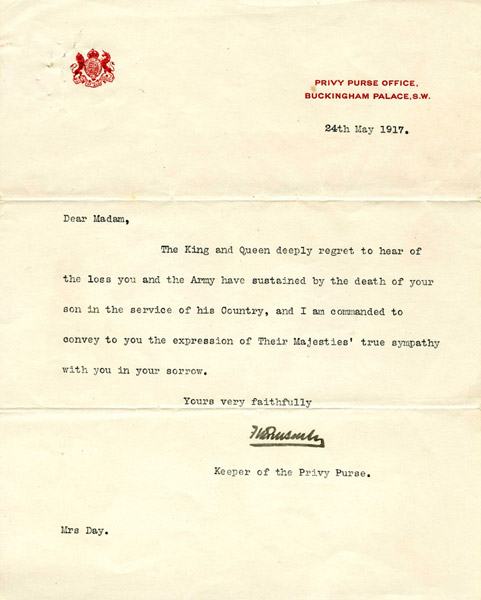 PRIVY PURSE OFFICE,
BUCKINGHAM PALACE, S.W.
24th May 1917.
Dear Madam,
The King and Queen deeply regret to hear of
the loss you and the Army have sustained by the death of your
son in the service of his Country, and I am commanded to
convey to you the expression of Their Majesties' true sympathy
with you in your sorrow.
Yours very faithfully
Keeper of the Privy Purse.
Mrs Day.